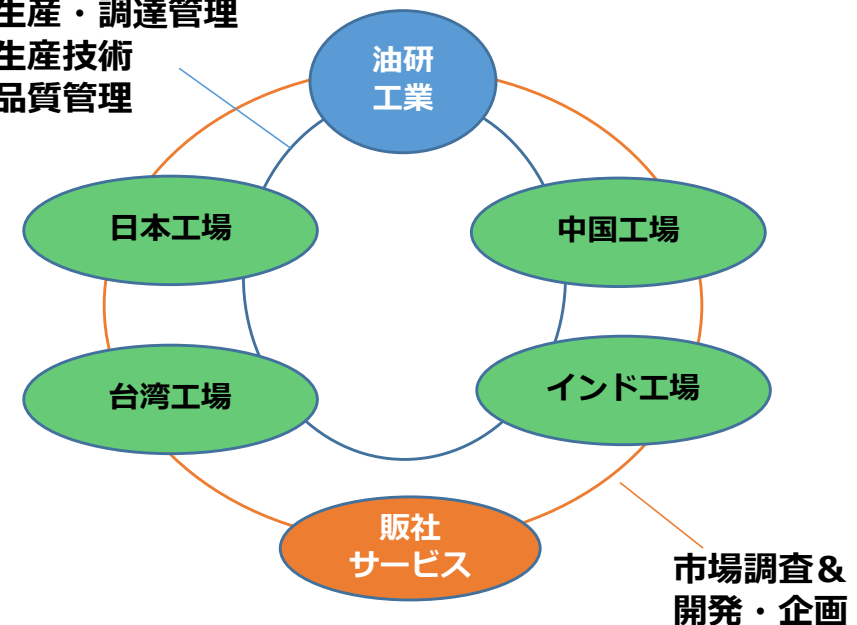 生産・調達管理
生産技術
品質管理
油研
工業
日本工場
中国工場
台湾工場
インド工場
販社
サービス
市場調査&
開発・企画